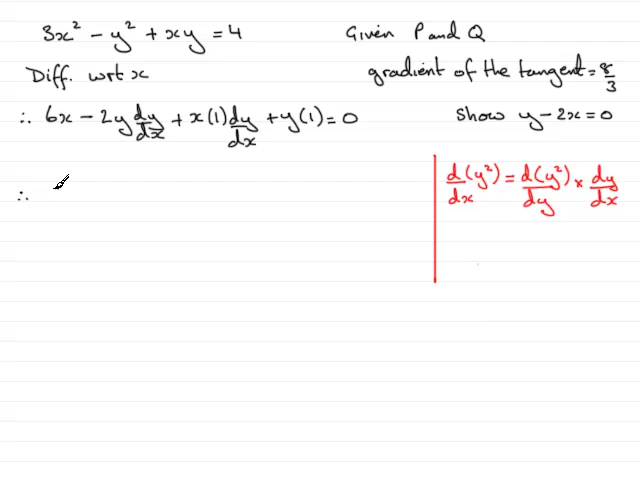 3x² - y² + xy = 4
Given P and Q
Diff. wrt x
gradient of the tangent = 8/3
∴ 6x - 2y dy/dx + x(1) dy/dx + y(1) = 0
Show y - 2x = 0
d/dx (y²) = d(y²)/dy × dy/dx
∴